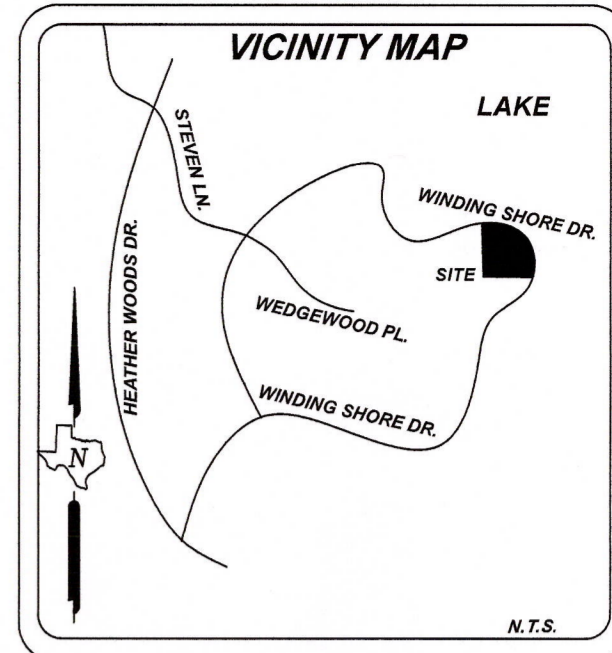 VICINITY MAP
LAKE
STEVEN LN.
WINDING SHORE DR.
HEATHER WOODS DR.
SITE
WEDGEWOOD PL.
WINDING SHORE DR.
N
N.T.S.